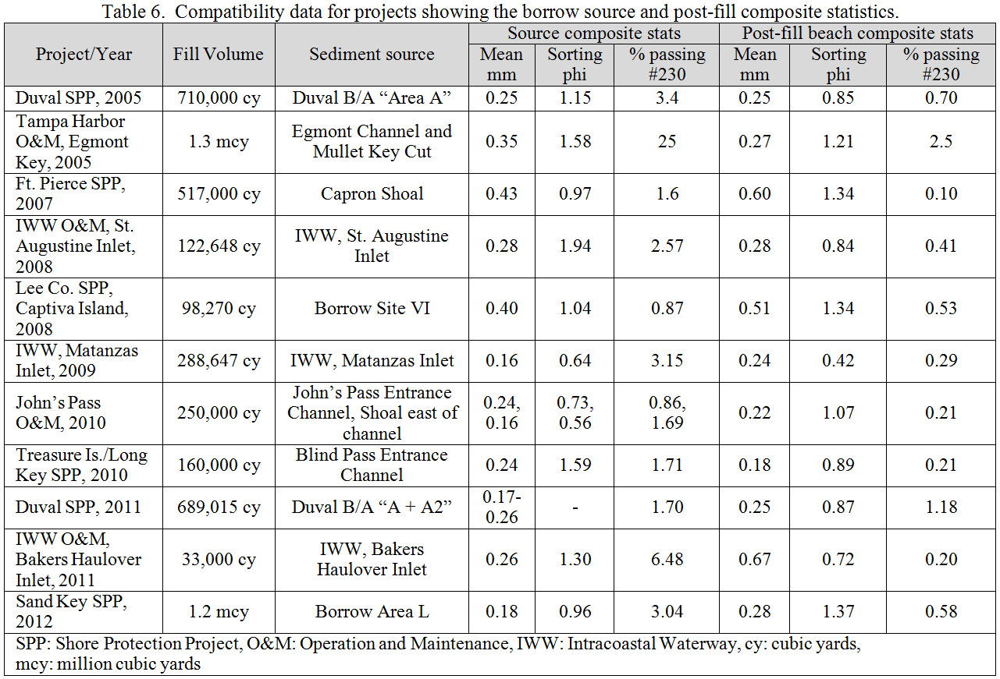 Table 6.  Compatibility data for projects showing the borrow source and post-fill composite statistics.
Project/Year Fill Volume Sediment source Source composite stats Post-fill beach composite stats
Mean mm Sorting phi % passing #230 Mean mm Sorting phi % passing #230
Duval SPP, 2005 710,000 cy Duval B/A “Area A” 0.25 1.15 3.4 0.25 0.85 0.70
Tampa Harbor
O&M, Egmont
Key, 2005
1.3 mcy
Egmont Channel and
Mullet Key Cut
0.35 1.58 25 0.27 1.21 2.5
Ft. Pierce SPP,
2007
517,000 cy Capron Shoal 0.43 0.97 1.6 0.60 1.34 0.10
IWW O&M, St.
Augustine Inlet,
2008
122,648 cy
IWW, St. Augustine
Inlet
0.28 1.94 2.57 0.28 0.84 0.41
Lee Co. SPP,
Captiva Island,
2008
98,270 cy Borrow Site VI 0.40 1.04 0.87 0.51 1.34 0.53
IWW, Matanzas
Inlet, 2009
288,647 cy IWW, Matanzas Inlet 0.16 0.64 3.15 0.24 0.42 0.29
John’s Pass
O&M, 2010
250,000 cy
John’s Pass Entrance
Channel, Shoal east of
channel
0.24,
0.16
0.73,
0.56
0.86,
1.69
0.22 1.07 0.21
Treasure Is./Long
Key SPP, 2010
160,000 cy
Blind Pass Entrance
Channel
0.24 1.59 1.71 0.18 0.89 0.21
Duval SPP, 2011 689,015 cy Duval B/A “A + A2”
0.17-
0.26
- 1.70 0.25 0.87 1.18
IWW O&M,
Bakers Haulover
Inlet, 2011
33,000 cy
IWW, Bakers
Haulover Inlet
0.26 1.30 6.48 0.67 0.72 0.20
Sand Key SPP,
2012
1.2 mcy Borrow Area L 0.18 0.96 3.04 0.28 1.37 0.58
SPP: Shore Protection Project, O&M: Operation and Maintenance, IWW: Intracoastal Waterway, cy: cubic yards,
mcy: million cubic yards